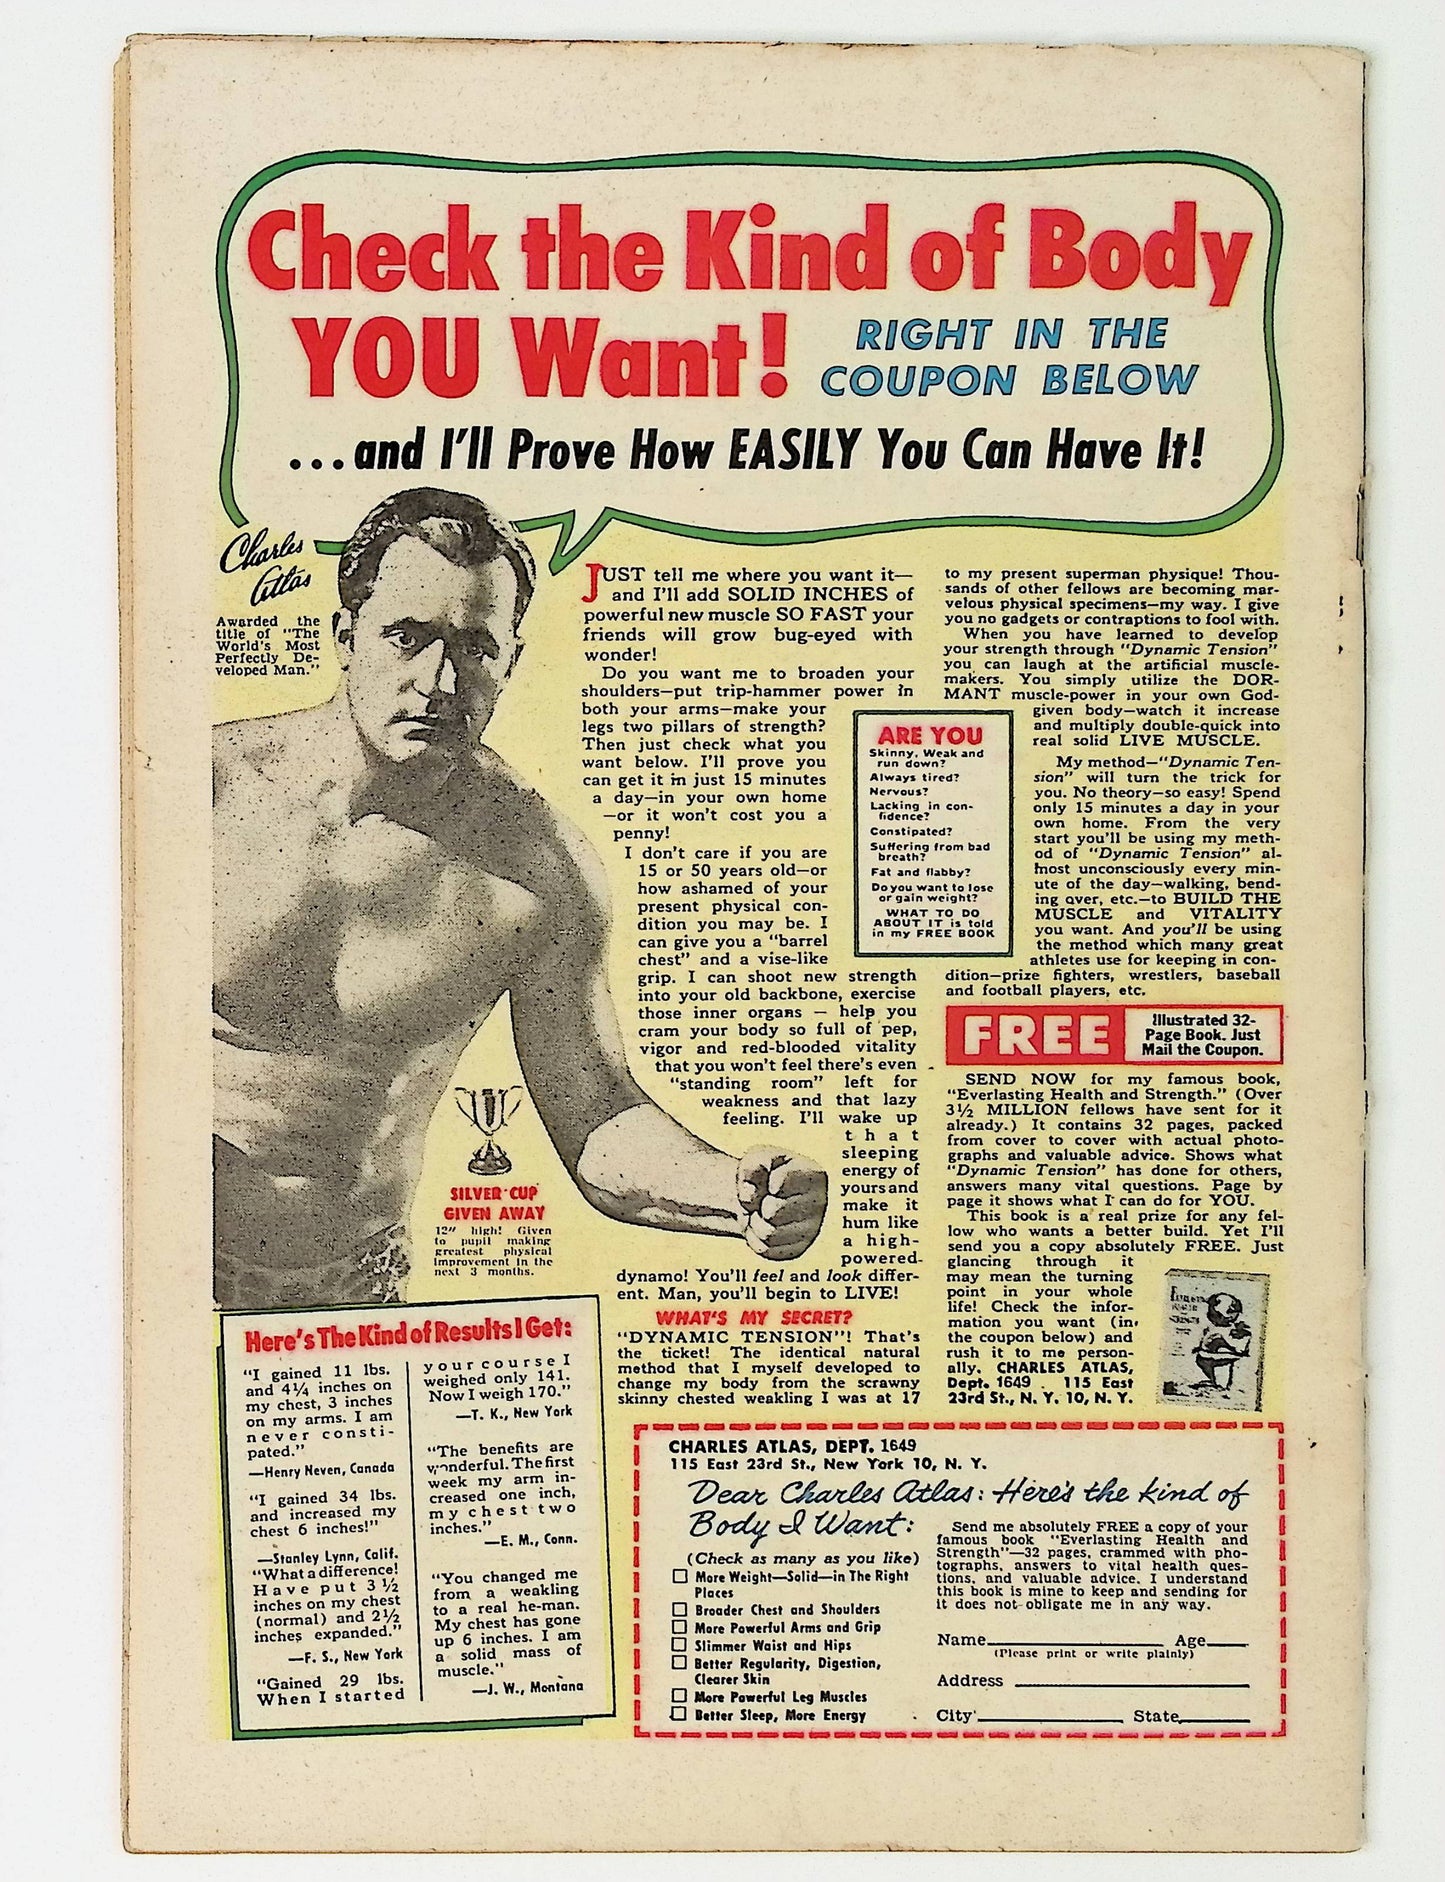 Check the Kind of Body
YOU Want!
RIGHT IN THE
COUPON BELOW
...and I'll Prove How EASILY You Can Have It!
Charles
Atlas
Awarded the
title of "The
World's Most
Perfectly De-
veloped Man."
JUST tell me where you want it—
and I'll add SOLID INCHES of
powerful new muscle SO FAST your
friends will grow bug-eyed with
wonder!
Do you want me to broaden your
shoulders—put trip-hammer power in
both your arms—make your
legs two pillars of strength?
Then just check what you
want below. I'll prove you
can get it in just 15 minutes
a day—in your own home
—or it won't cost you a
penny!
I don't care if you are
15 or 50 years old—or
how ashamed of your
present physical con-
dition you may be. I
can give you a "barrel
chest" and a vise-like
grip. I can shoot new strength
into your old backbone, exercise
those inner organs — help you
cram your body so full of pep,
vigor and red-blooded vitality
that you won't feel there's even
"standing room" left for
weakness and that lazy
feeling. I'll wake up
that
sleeping
energy of
yours and
make it
hum like
a high-
powered
dynamo! You'll feel and look differ-
ent. Man, you'll begin to LIVE!
WHAT'S MY SECRET?
"DYNAMIC TENSION"! That's
the ticket! The identical natural
method that I myself developed to
change my body from the scrawny
skinny chested weakling I was at 17
to my present superman physique! Thou-
sands of other fellows are becoming mar-
velous physical specimens—my way. I give
you no gadgets or contraptions to fool with.
When you have learned to develop
your strength through "Dynamic Tension"
you can laugh at the artificial muscle-
makers. You simply utilize the DOR-
MANT muscle-power in your own God-
given body—watch it increase
and multiply double-quick into
real solid LIVE MUSCLE.
My method—"Dynamic Ten-
sion" will turn the trick for
you. No theory—so easy! Spend
only 15 minutes a day in your
own home. From the very
start you'll be using my meth-
od of "Dynamic Tension" al-
most unconsciously every min-
ute of the day—walking, bend-
ing over, etc.—to BUILD THE
MUSCLE and VITALITY
you want. And you'll be using
the method which many great
athletes use for keeping in con-
dition—prize fighters, wrestlers, baseball
and football players, etc.
ARE YOU
Skinny, Weak and
run down?
Always tired?
Nervous?
Lacking in con-
fidence?
Constipated?
Suffering from bad
breath?
Fat and flabby?
Do you want to lose
or gain weight?
WHAT TO DO
ABOUT IT is told
in my FREE BOOK
FREE
Illustrated 32-
Page Book. Just
Mail the Coupon.
SEND NOW for my famous book,
"Everlasting Health and Strength." (Over
3½ MILLION fellows have sent for it
already.) It contains 32 pages, packed
from cover to cover with actual photo-
graphs and valuable advice. Shows what
"Dynamic Tension" has done for others,
answers many vital questions. Page by
page it shows what I can do for YOU.
This book is a real prize for any fel-
low who wants a better build. Yet I'll
send you a copy absolutely FREE. Just
glancing through it
may mean the turning
point in your whole
life! Check the infor-
mation you want (in
the coupon below) and
rush it to me person-
ally. CHARLES ATLAS,
Dept. 1649 115 East
23rd St., N. Y. 10, N. Y.
SILVER CUP
GIVEN AWAY
12" high! Given
to pupil making
greatest physical
improvement in the
next 3 months.
Here's The Kind of Results I Get:
"I gained 11 lbs.
and 4¼ inches on
my chest, 3 inches
on my arms. I am
never consti-
pated."
—Henry Neven, Canada
"I gained 34 lbs.
and increased my
chest 6 inches!"
—Stanley Lynn, Calif.
"What a difference!
Have put 3½
inches on my chest
(normal) and 2½
inches expanded."
—F. S., New York
"Gained 29 lbs.
When I started
your course I
weighed only 141.
Now I weigh 170."
—T. K., New York
"The benefits are
wonderful. The first
week my arm in-
creased one inch,
my chest two
inches."
—E. M., Conn.
"You changed me
from a weakling
to a real he-man.
My chest has gone
up 6 inches. I am
a solid mass of
muscle."
—J. W., Montana
CHARLES ATLAS, DEPT. 1649
115 East 23rd St., New York 10, N. Y.
Dear Charles Atlas: Here's the kind of
Body I Want:
(Check as many as you like)
More Weight—Solid—in The Right
Places
Broader Chest and Shoulders
More Powerful Arms and Grip
Slimmer Waist and Hips
Better Regularity, Digestion,
Clearer Skin
More Powerful Leg Muscles
Better Sleep, More Energy
Send me absolutely FREE a copy of your
famous book "Everlasting Health and
Strength"—32 pages, crammed with pho-
tographs, answers to vital health ques-
tions, and valuable advice. I understand
this book is mine to keep and sending for
it does not obligate me in any way.
Name Age
(Please print or write plainly)
Address
City State